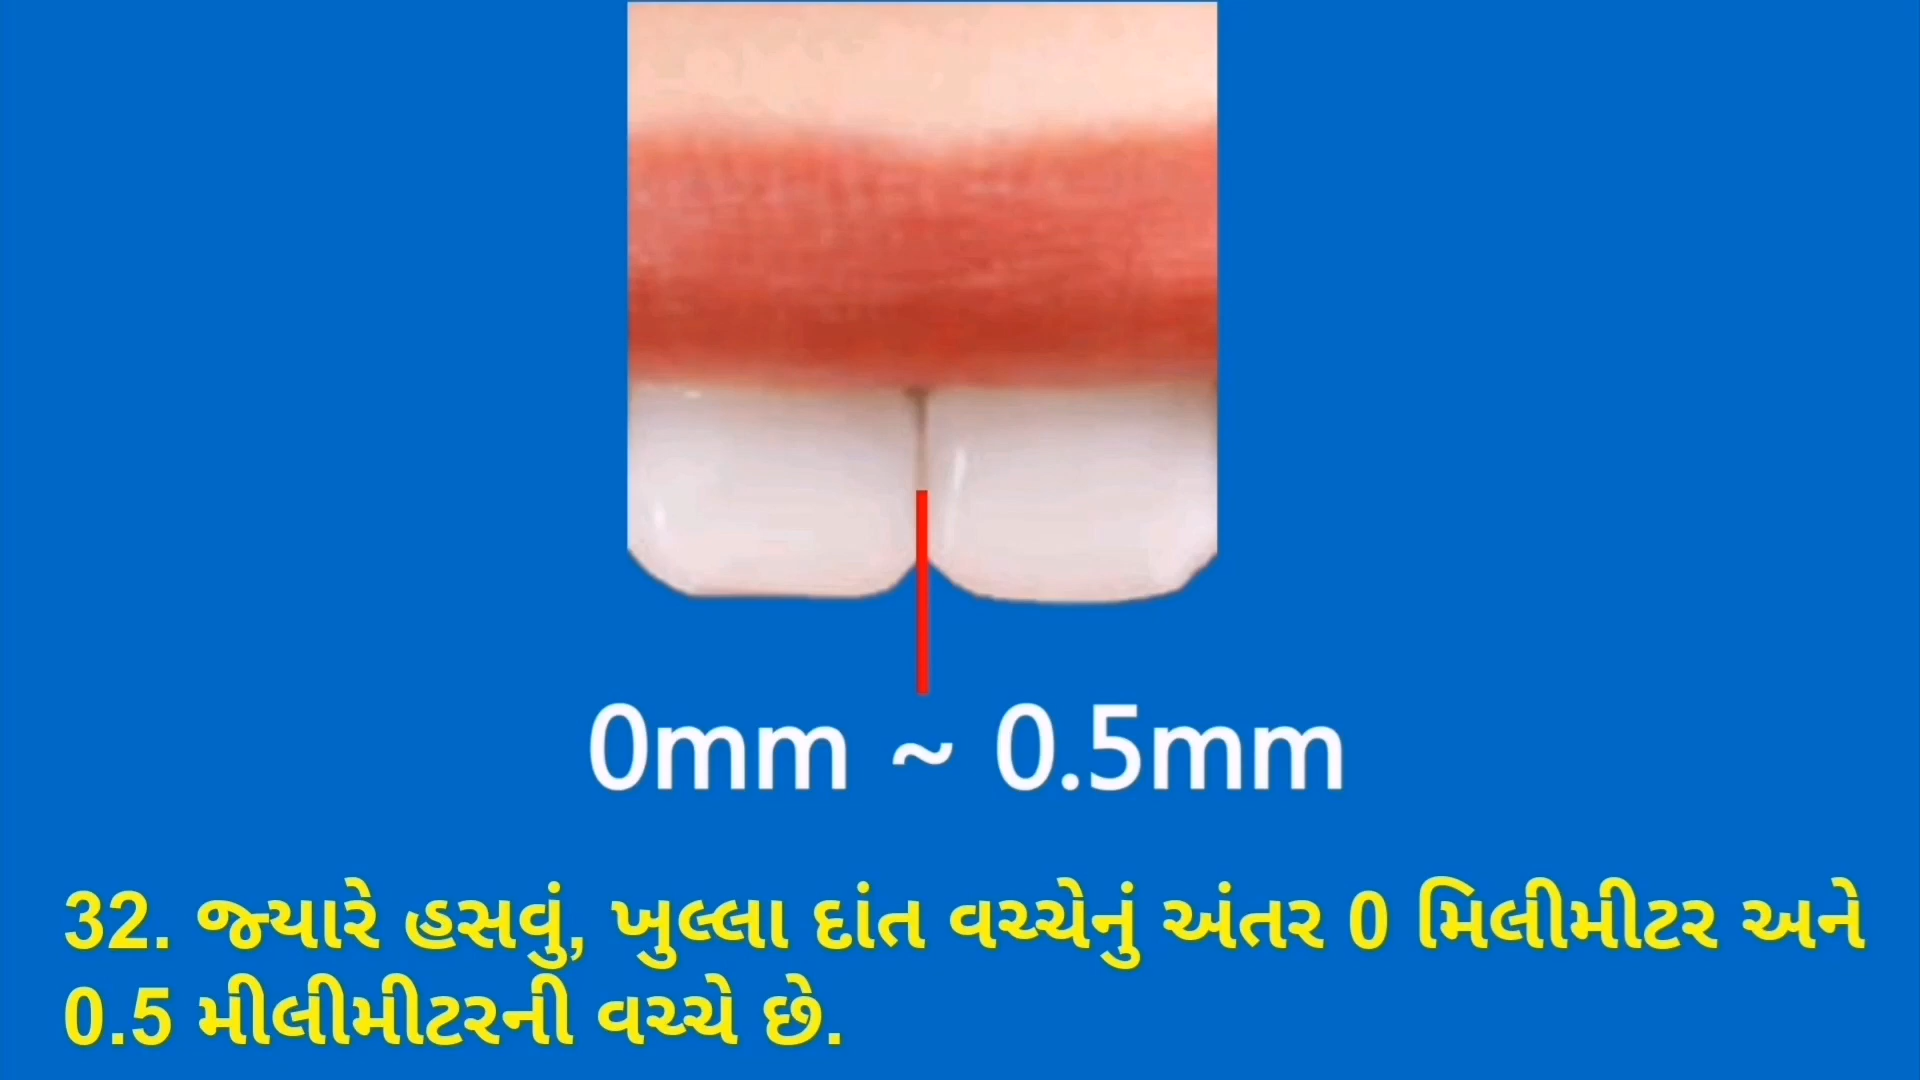 0mm ~ 0.5mm
32. જ્યારે હસવું, ખુલ્લા દાંત વચ્ચેનું અંતર 0 મિલીમીટર અને
0.5 મીલીમીટરની વચ્ચે છે.